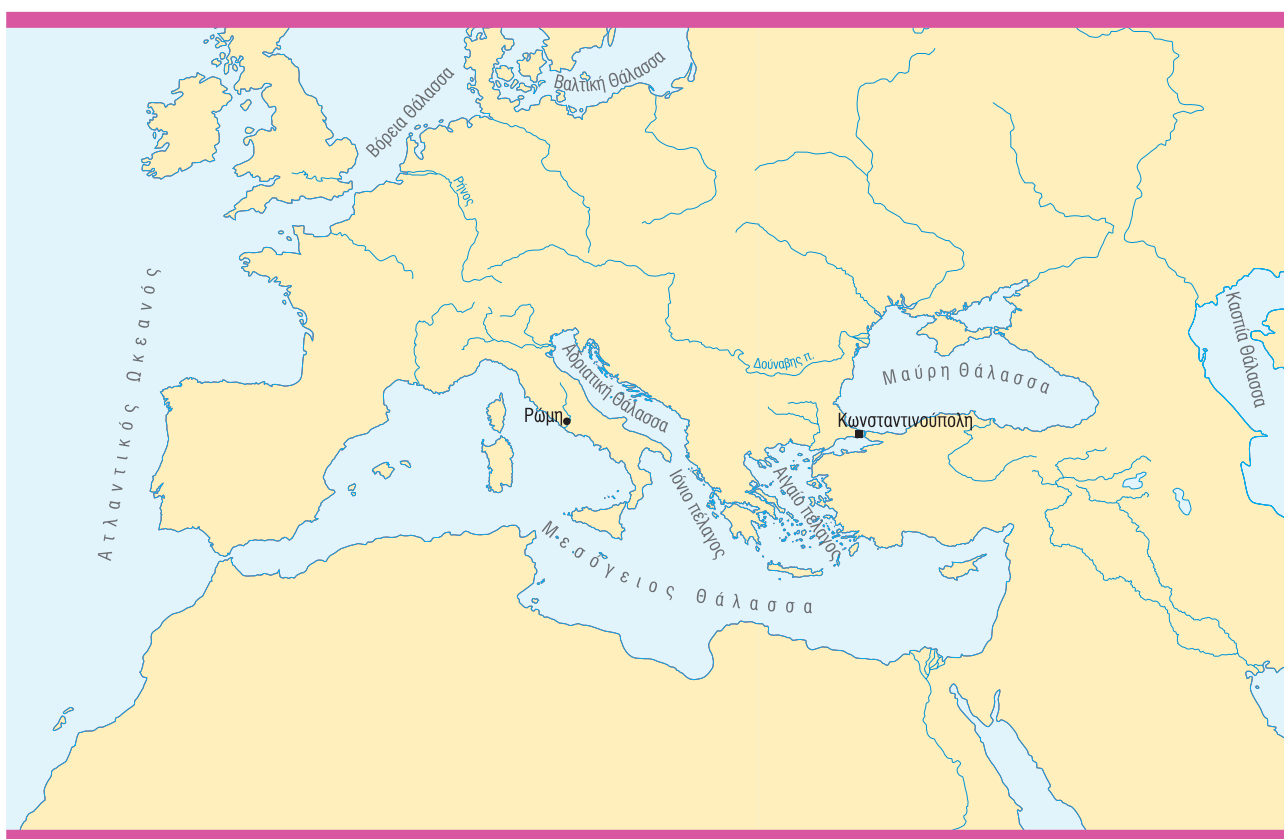 Βόρεια Θάλασσα
Βαλτική Θάλασσα
Ρήνος
Ατλαντικός Ωκεανός
Κασπία Θάλασσα
Δούναβης π.
Μαύρη Θάλασσα
Αδριατική Θάλασσα
Ρώμη
Κωνσταντινούπολη
Ιόνιο πέλαγος
Αιγαίο πέλαγος
Μεσόγειος Θάλασσα